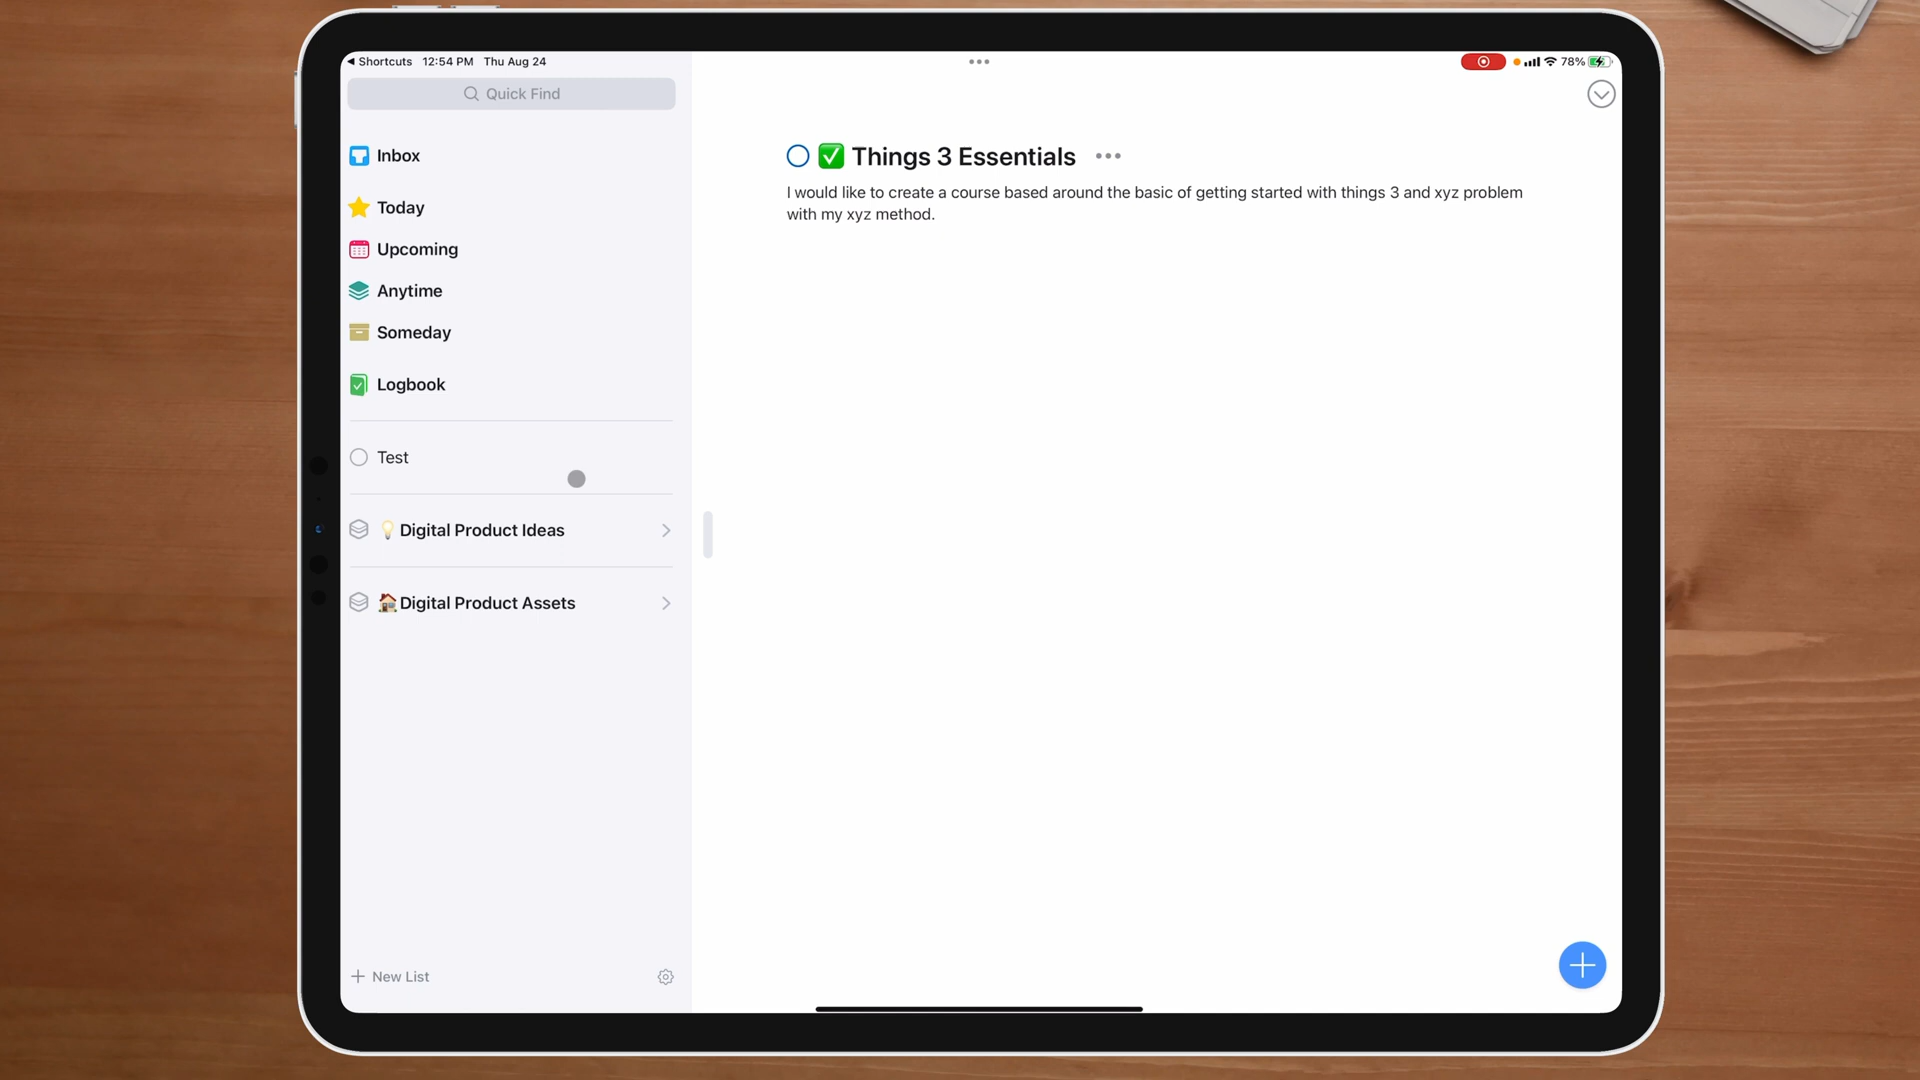 Shortcuts 12:54 PM Thu Aug 24
78%
Quick Find
Inbox
Today
Upcoming
Anytime
Someday
Logbook
Test
Digital Product Ideas
Digital Product Assets
New List
Things 3 Essentials
I would like to create a course based around the basic of getting started with things 3 and xyz problem
with my xyz method.